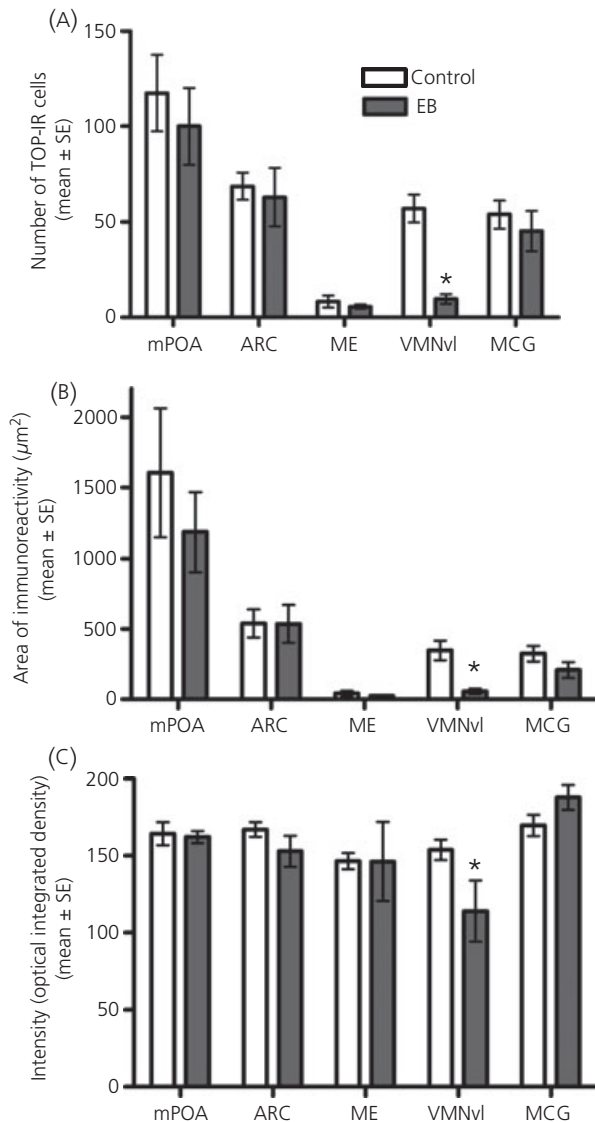 (A)
Number of TOP-IR cells
(mean ± SE)
150
100
50
0
Control
EB
*
mPOA ARC ME VMNvl MCG
(B)
Area of immunoreactivity (µm²)
(mean ± SE)
2000
1500
1000
500
0
*
mPOA ARC ME VMNvl MCG
(C)
Intensity (optical integrated density)
(mean ± SE)
200
150
100
50
0
*
mPOA ARC ME VMNvl MCG